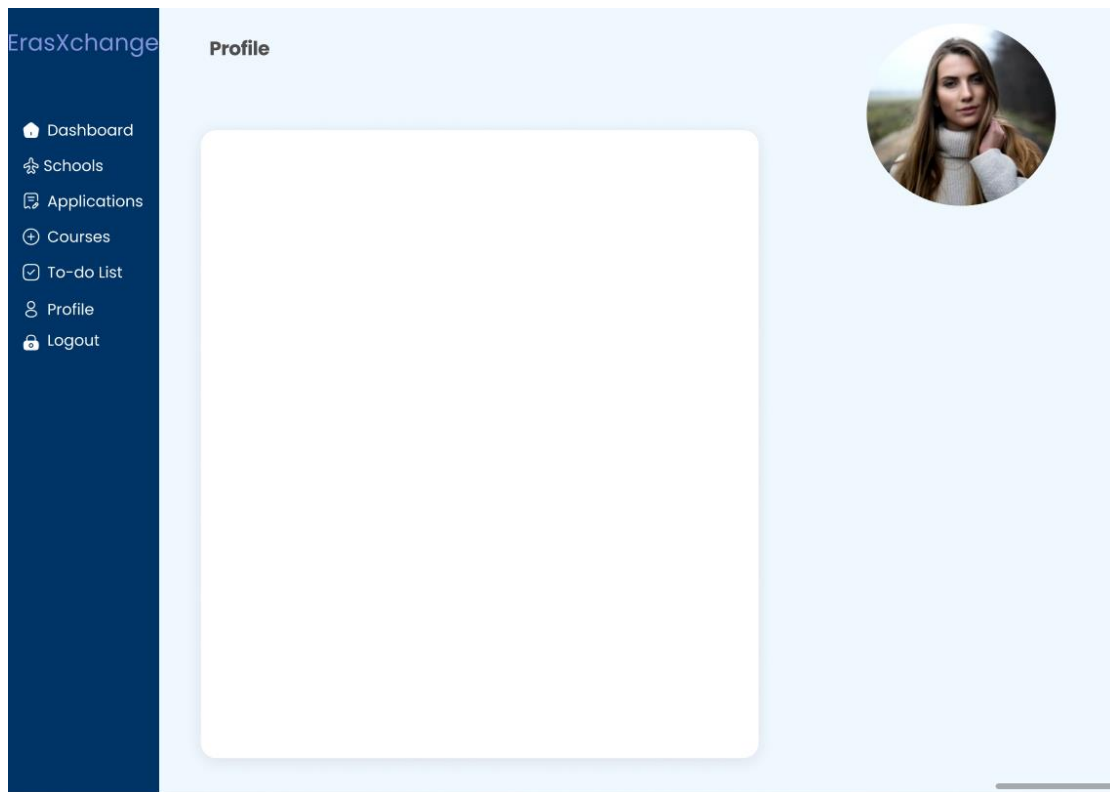 ErasXchange
Profile
Dashboard
Schools
Applications
Courses
To-do List
Profile
Logout